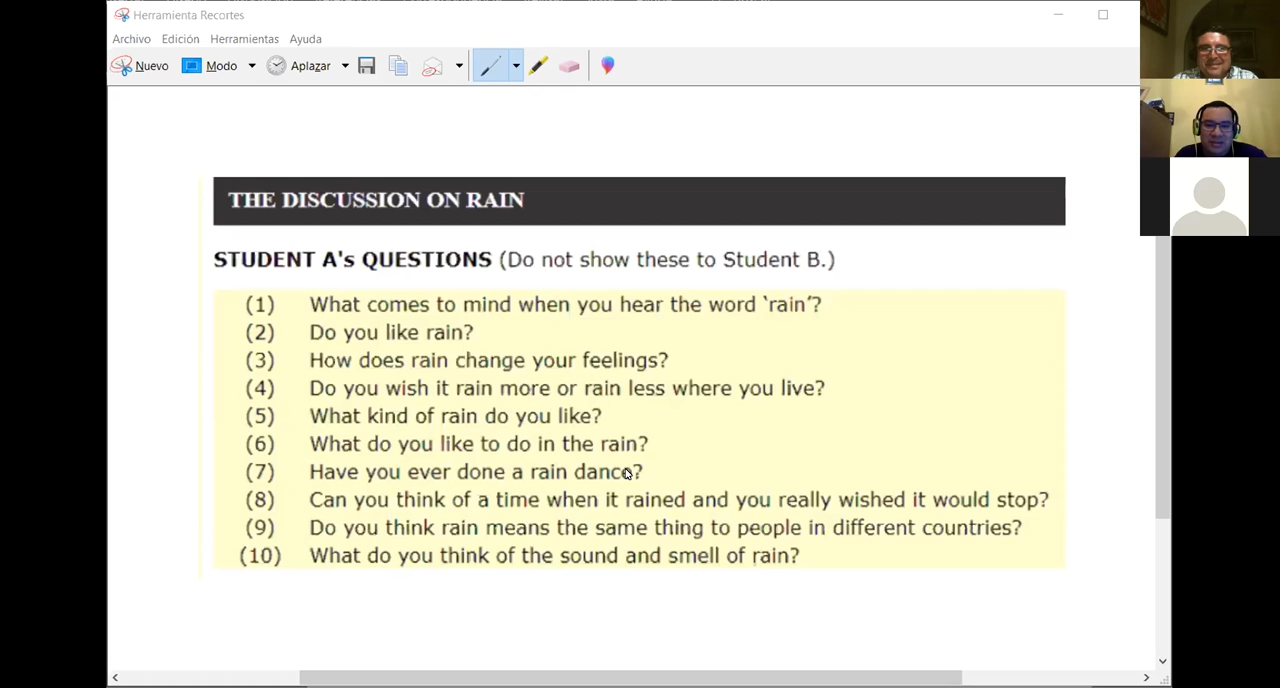 Herramienta Recortes
Archivo Edición Herramientas Ayuda
Nuevo Modo Aplazar
THE DISCUSSION ON RAIN
STUDENT A's QUESTIONS (Do not show these to Student B.)
(1) What comes to mind when you hear the word ‘rain’?
(2) Do you like rain?
(3) How does rain change your feelings?
(4) Do you wish it rain more or rain less where you live?
(5) What kind of rain do you like?
(6) What do you like to do in the rain?
(7) Have you ever done a rain dance?
(8) Can you think of a time when it rained and you really wished it would stop?
(9) Do you think rain means the same thing to people in different countries?
(10) What do you think of the sound and smell of rain?